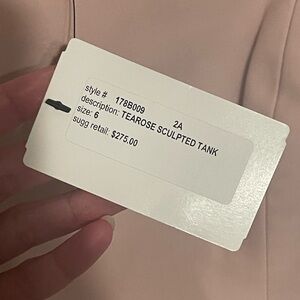 style # 178B009 2A
description: TEAROSE SCULPTED TANK
size: 6
sugg retail: $275.00